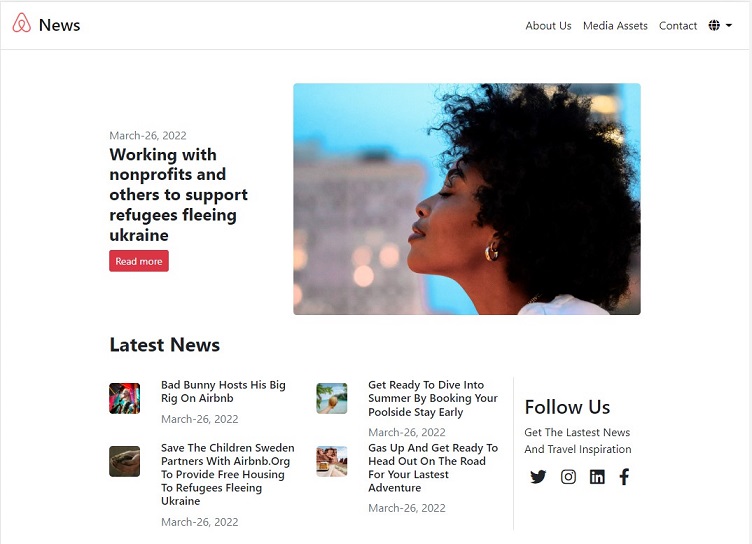 News
About Us Media Assets Contact
March-26, 2022
Working with
nonprofits and
others to support
refugees fleeing
ukraine
Read more
Latest News
Bad Bunny Hosts His Big
Rig On Airbnb
March-26, 2022
Get Ready To Dive Into
Summer By Booking Your
Poolside Stay Early
March-26, 2022
Save The Children Sweden
Partners With Airbnb.Org
To Provide Free Housing
To Refugees Fleeing
Ukraine
March-26, 2022
Gas Up And Get Ready To
Head Out On The Road
For Your Lastest
Adventure
March-26, 2022
Follow Us
Get The Lastest News
And Travel Inspiration